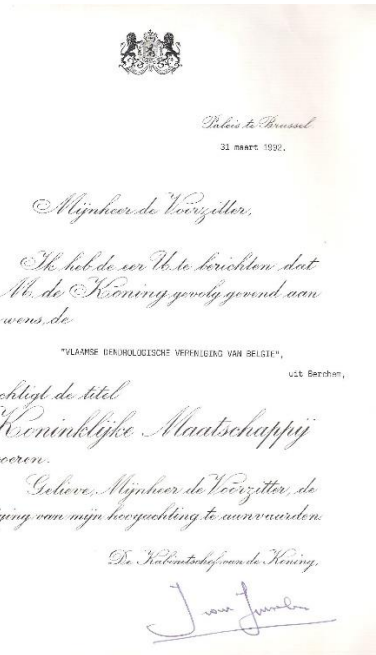 Paleis te Brussel
31 maart 1992.
Mijnheer de Voorzitter,
Ik heb de eer U te berichten dat
M. de Koning gevolg gevend aan
wens, de
"VLAAMSE DENDROLOGISCHE VERENIGING VAN BELGIE",
uit Berchem,
chtigt de titel
Koninklijke Maatschappij
oeren.
Gelieve, Mijnheer de Voorzitter, de
ging van mijn hoogachting te aanvaarden.
De Kabinetschef van de Koning,